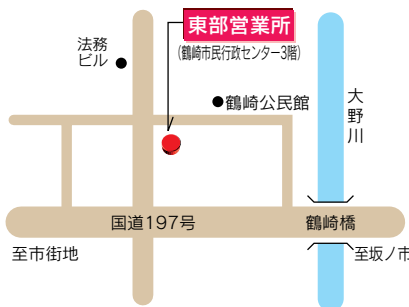 東部営業所
(鶴崎市民行政センター3階)
法務
ビル
鶴崎公民館
大野川
国道197号
鶴崎橋
至市街地
至坂ノ市